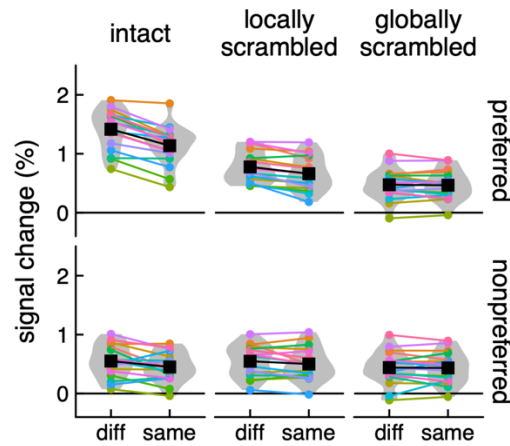 intact
locally
scrambled
globally
scrambled
signal change (%)
2
1
0
preferred
2
1
0
nonpreferred
diff same diff same diff same